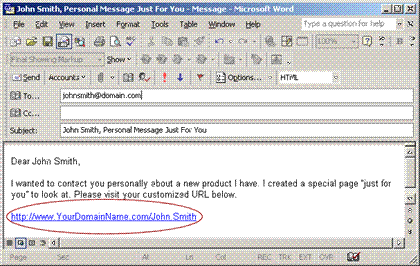 John Smith, Personal Message Just For You - Message - Microsoft Word
File Edit View Insert Format Tools Table Window Help Type a question for help
100%
Final Showing Markup Show
Send Accounts Options... HTML
To... johnsmith@domain.com
Cc...
Subject: John Smith, Personal Message Just For You
Dear John Smith,
I wanted to contact you personally about a new product I have. I created a special page "just for
you" to look at. Please visit your customized URL below.
http://www.YourDomainName.com/John.Smith
Page Sec At Ln Col REC TRK EXT OVR